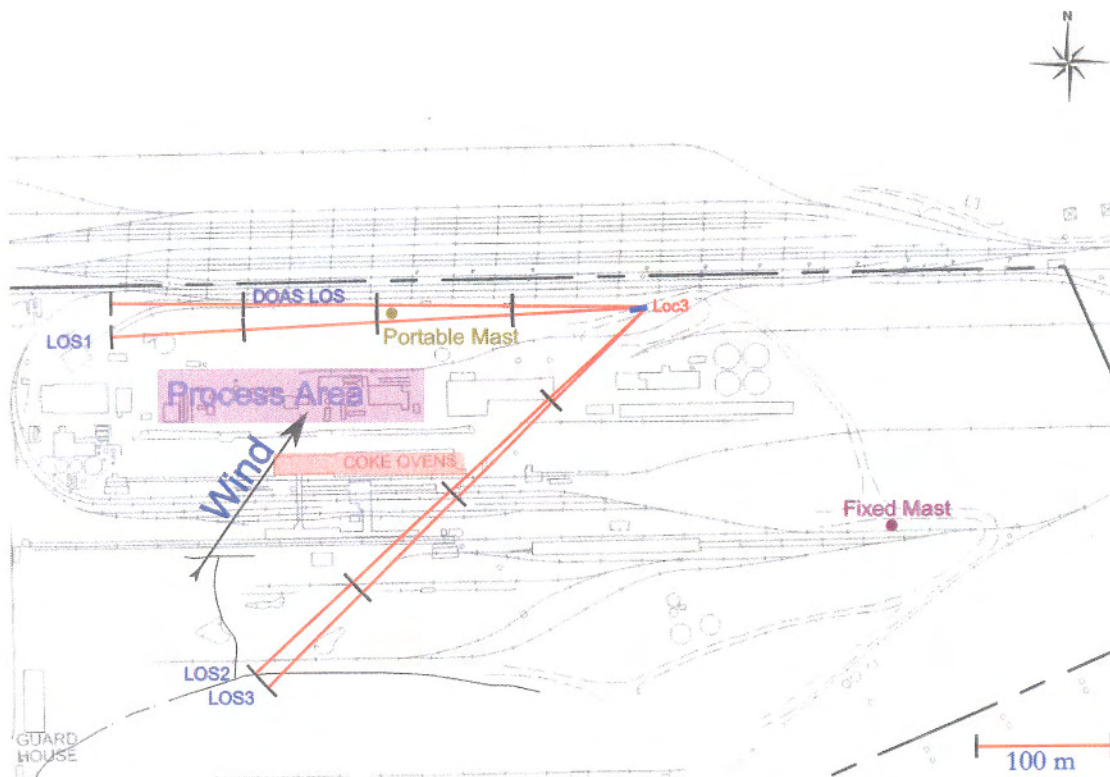 N
DOAS LOS
Loc3
LOS1
Portable Mast
Process Area
Wind
COKE OVENS
Fixed Mast
LOS2
LOS3
GUARD
HOUSE
100 m